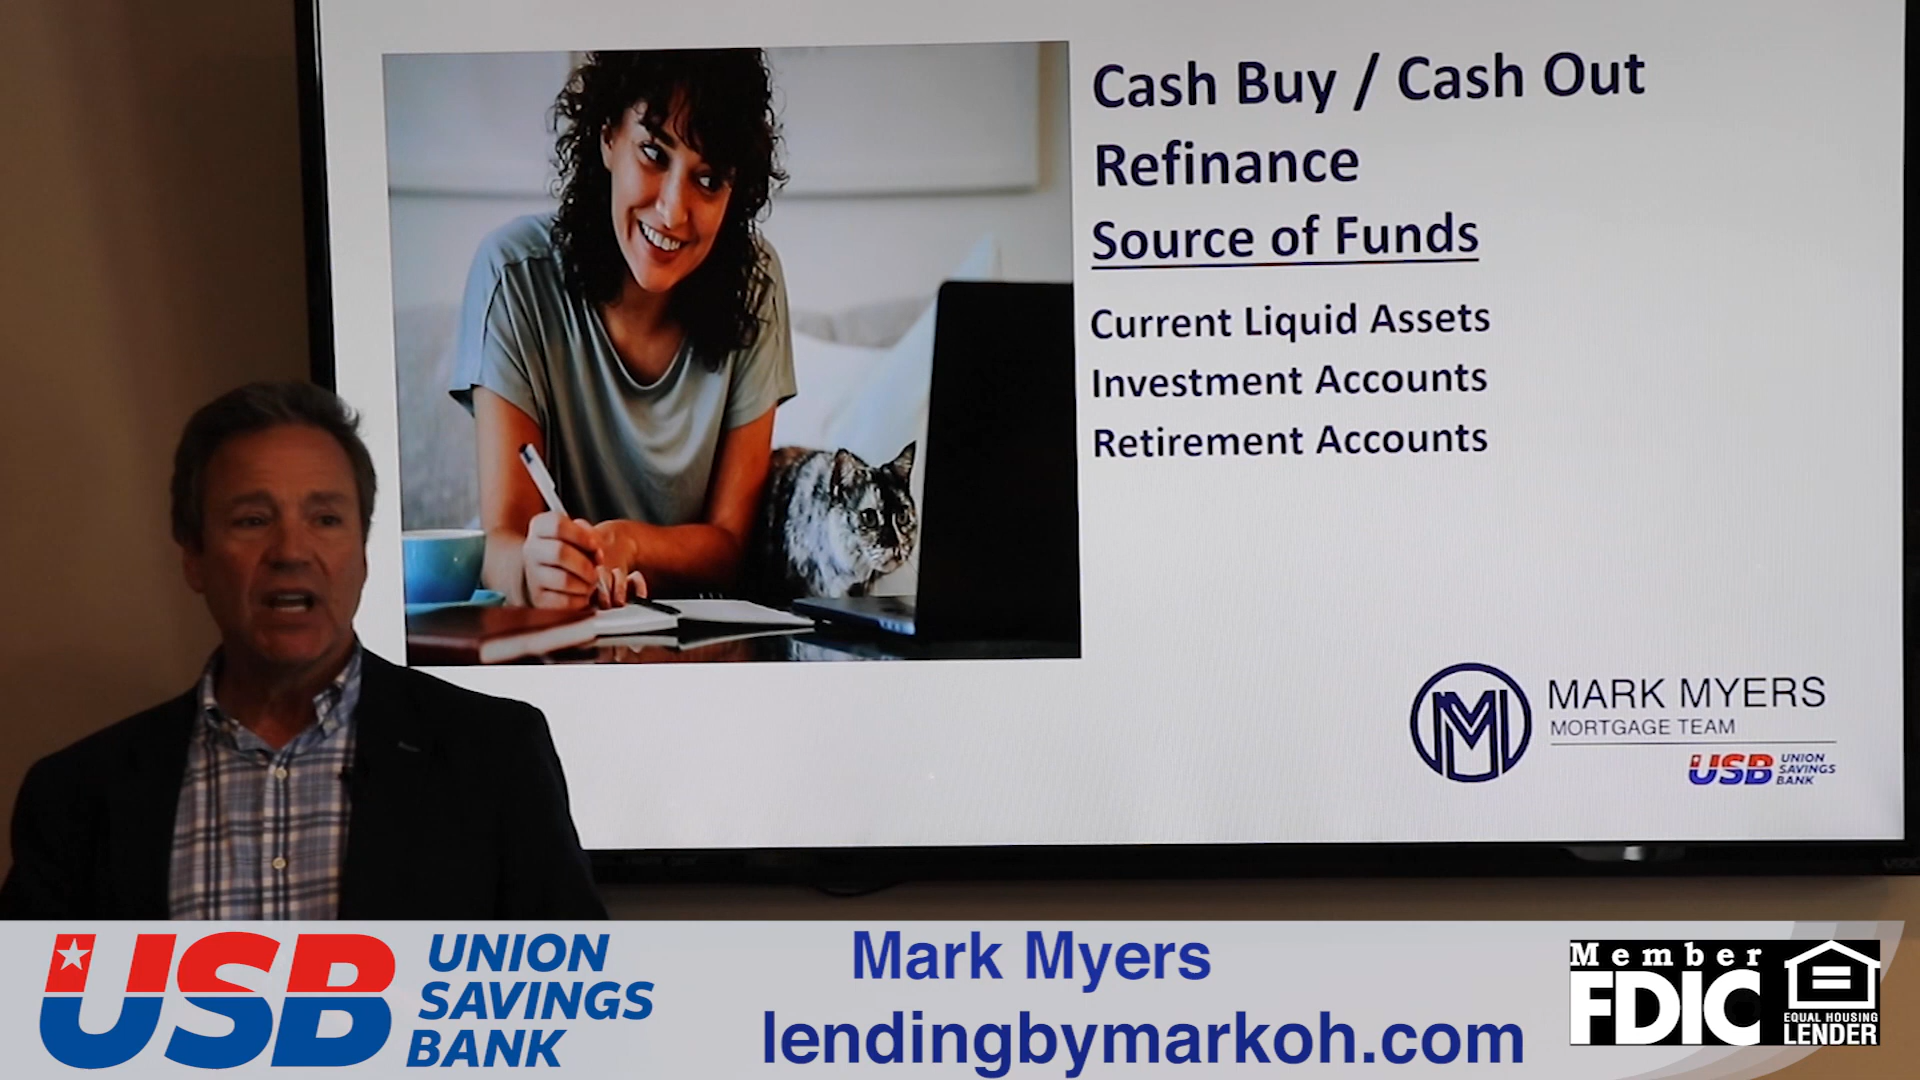 Cash Buy / Cash Out
Refinance
Source of Funds
Current Liquid Assets
Investment Accounts
Retirement Accounts
MARK MYERS
MORTGAGE TEAM
USB UNION
SAVINGS
BANK
USB
UNION
SAVINGS
BANK
Mark Myers
lendingbymarkoh.com
Member
FDIC
EQUAL HOUSING
LENDER